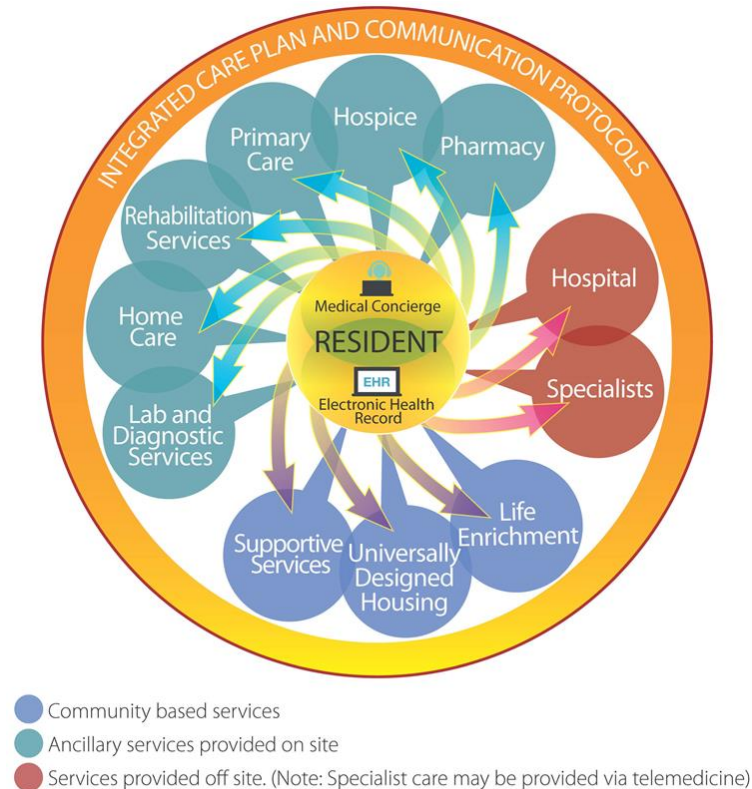 INTEGRATED CARE PLAN AND COMMUNICATION PROTOCOLS
Hospice
Primary
Care
Pharmacy
Rehabilitation
Services
Hospital
Home
Care
Medical Concierge
RESIDENT
EHR
Electronic Health
Record
Specialists
Lab and
Diagnostic
Services
Life
Enrichment
Supportive
Services
Universally
Designed
Housing
Community based services
Ancillary services provided on site
Services provided off site. (Note: Specialist care may be provided via telemedicine)